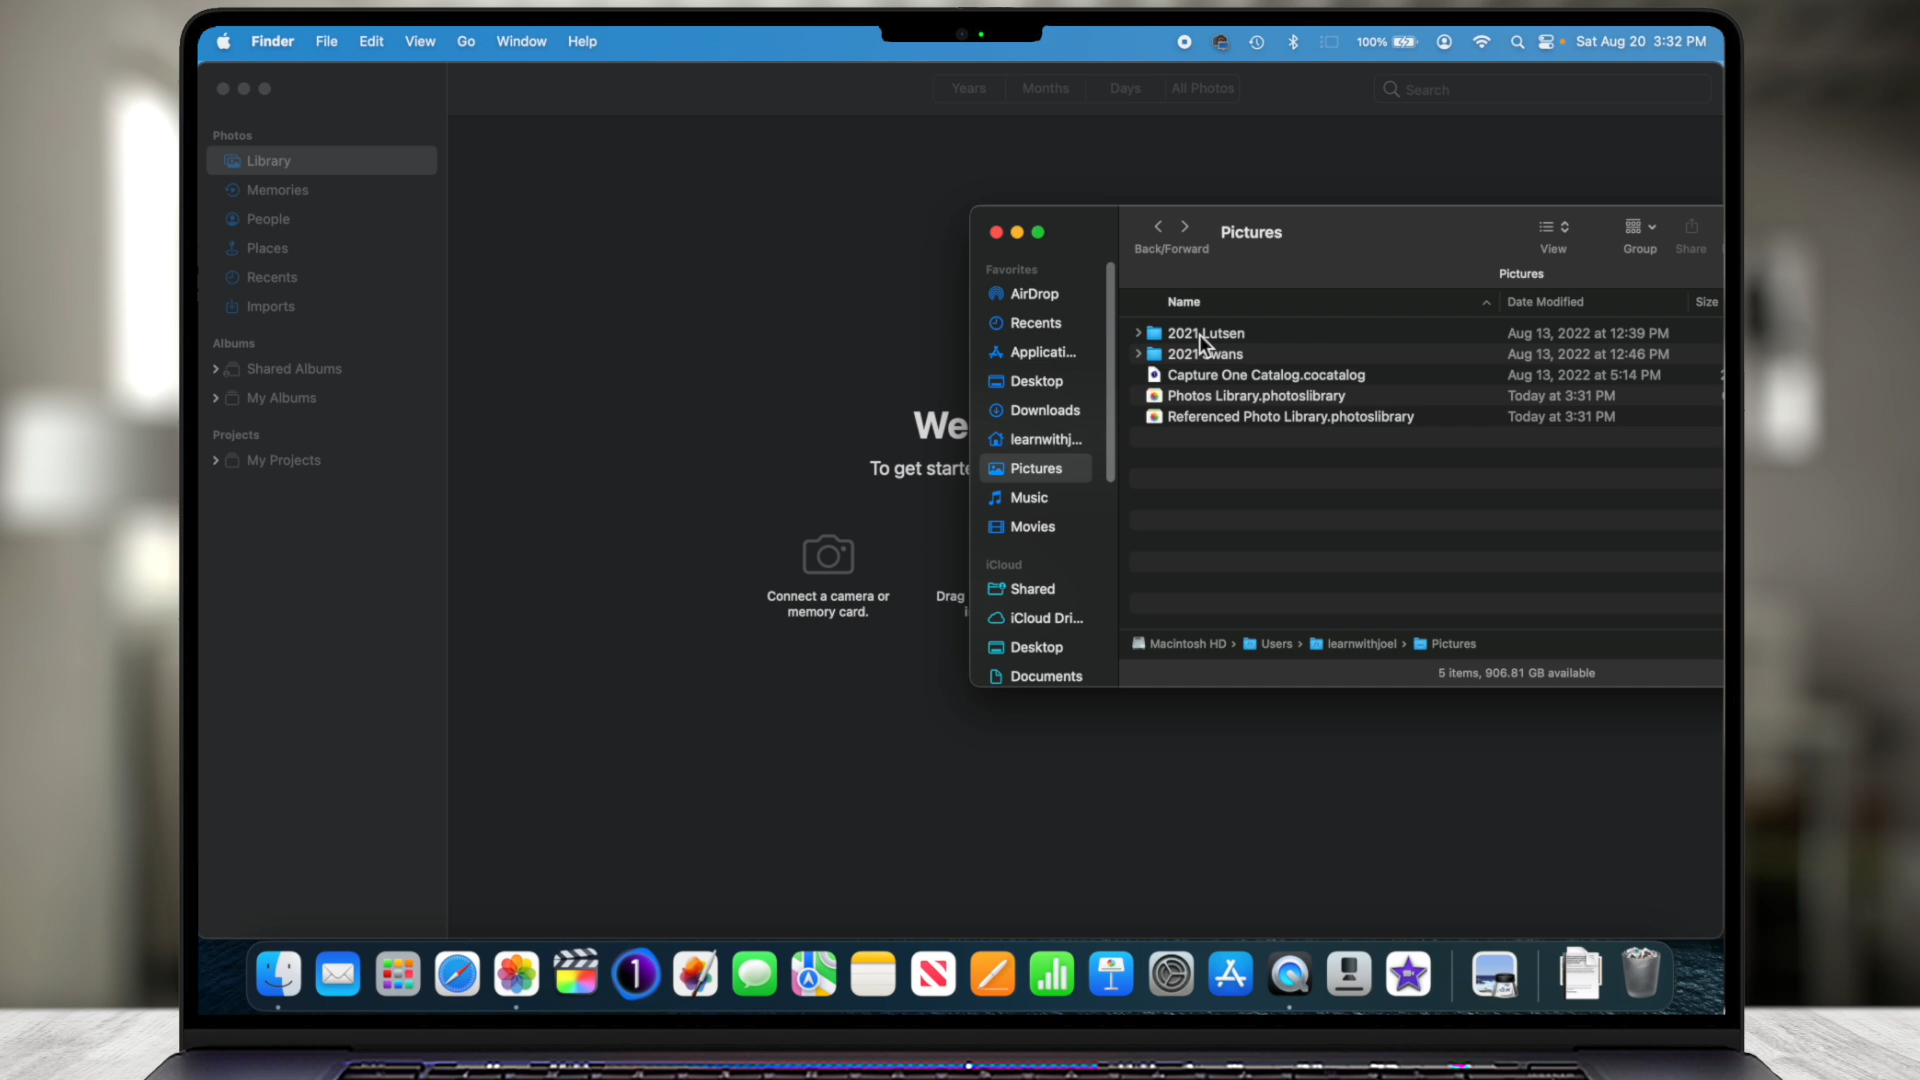 Finder File Edit View Go Window Help
100% Sat Aug 20 3:32 PM
Years Months Days All Photos
Search
Photos
Library
Memories
People
Places
Recents
Imports
Albums
Shared Albums
My Albums
Projects
My Projects
We
To get starte
Connect a camera or
memory card.
Drag
Pictures
Back/Forward
View
Group
Share
Pictures
Favorites
AirDrop
Recents
Applicati...
Desktop
Downloads
learnwithj...
Pictures
Music
Movies
iCloud
Shared
iCloud Dri...
Desktop
Documents
Name Date Modified Size
2021 Lutsen Aug 13, 2022 at 12:39 PM
2021 Swans Aug 13, 2022 at 12:46 PM
Capture One Catalog.cocatalog Aug 13, 2022 at 5:14 PM
Photos Library.photoslibrary Today at 3:31 PM
Referenced Photo Library.photoslibrary Today at 3:31 PM
Macintosh HD › Users › learnwithjoel › Pictures
5 items, 906.81 GB available
1